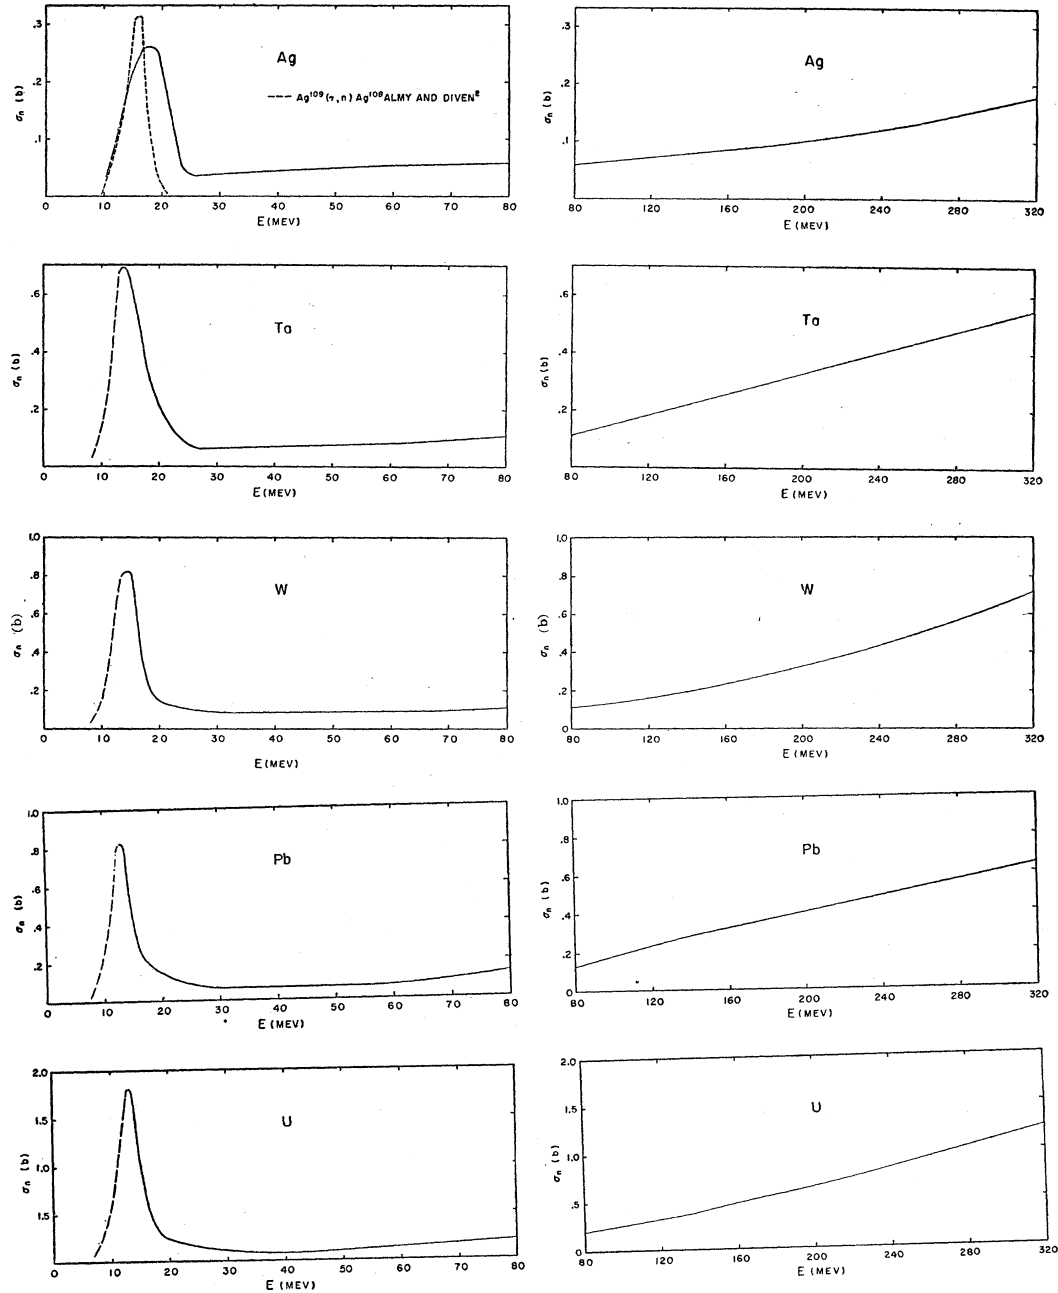 .3
.2
.1
σn (b)
Ag
---- Ag¹⁰⁹(γ,n) Ag¹⁰⁸ ALMY AND DIVEN²
0 10 20 30 40 50 60 70 80
E (MEV)
.3
.2
.1
0
σn (b)
Ag
80 120 160 200 240 280 320
E (MEV)
.6
.4
.2
σn (b)
Ta
0 10 20 30 40 50 60 70 80
E (MEV)
.6
.4
.2
σn (b)
Ta
80 120 160 200 240 280 320
E (MEV)
1.0
.8
.6
.4
.2
σn (b)
W
0 10 20 30 40 50 60 70 80
E (MEV)
1.0
.8
.6
.4
.2
0
σn (b)
W
80 120 160 200 240 280 320
E (MEV)
1.0
.8
.6
.4
.2
σn (b)
Pb
0 10 20 30 40 50 60 70 80
E (MEV)
1.0
.8
.6
.4
.2
0
σn (b)
Pb
80 120 160 200 240 280 320
E (MEV)
2.0
1.5
1.0
1.5
σn (b)
U
0 10 20 30 40 50 60 70 80
E (MEV)
2.0
1.5
1.0
.5
0
σn (b)
U
80 120 160 200 240 280 320
E (MEV)